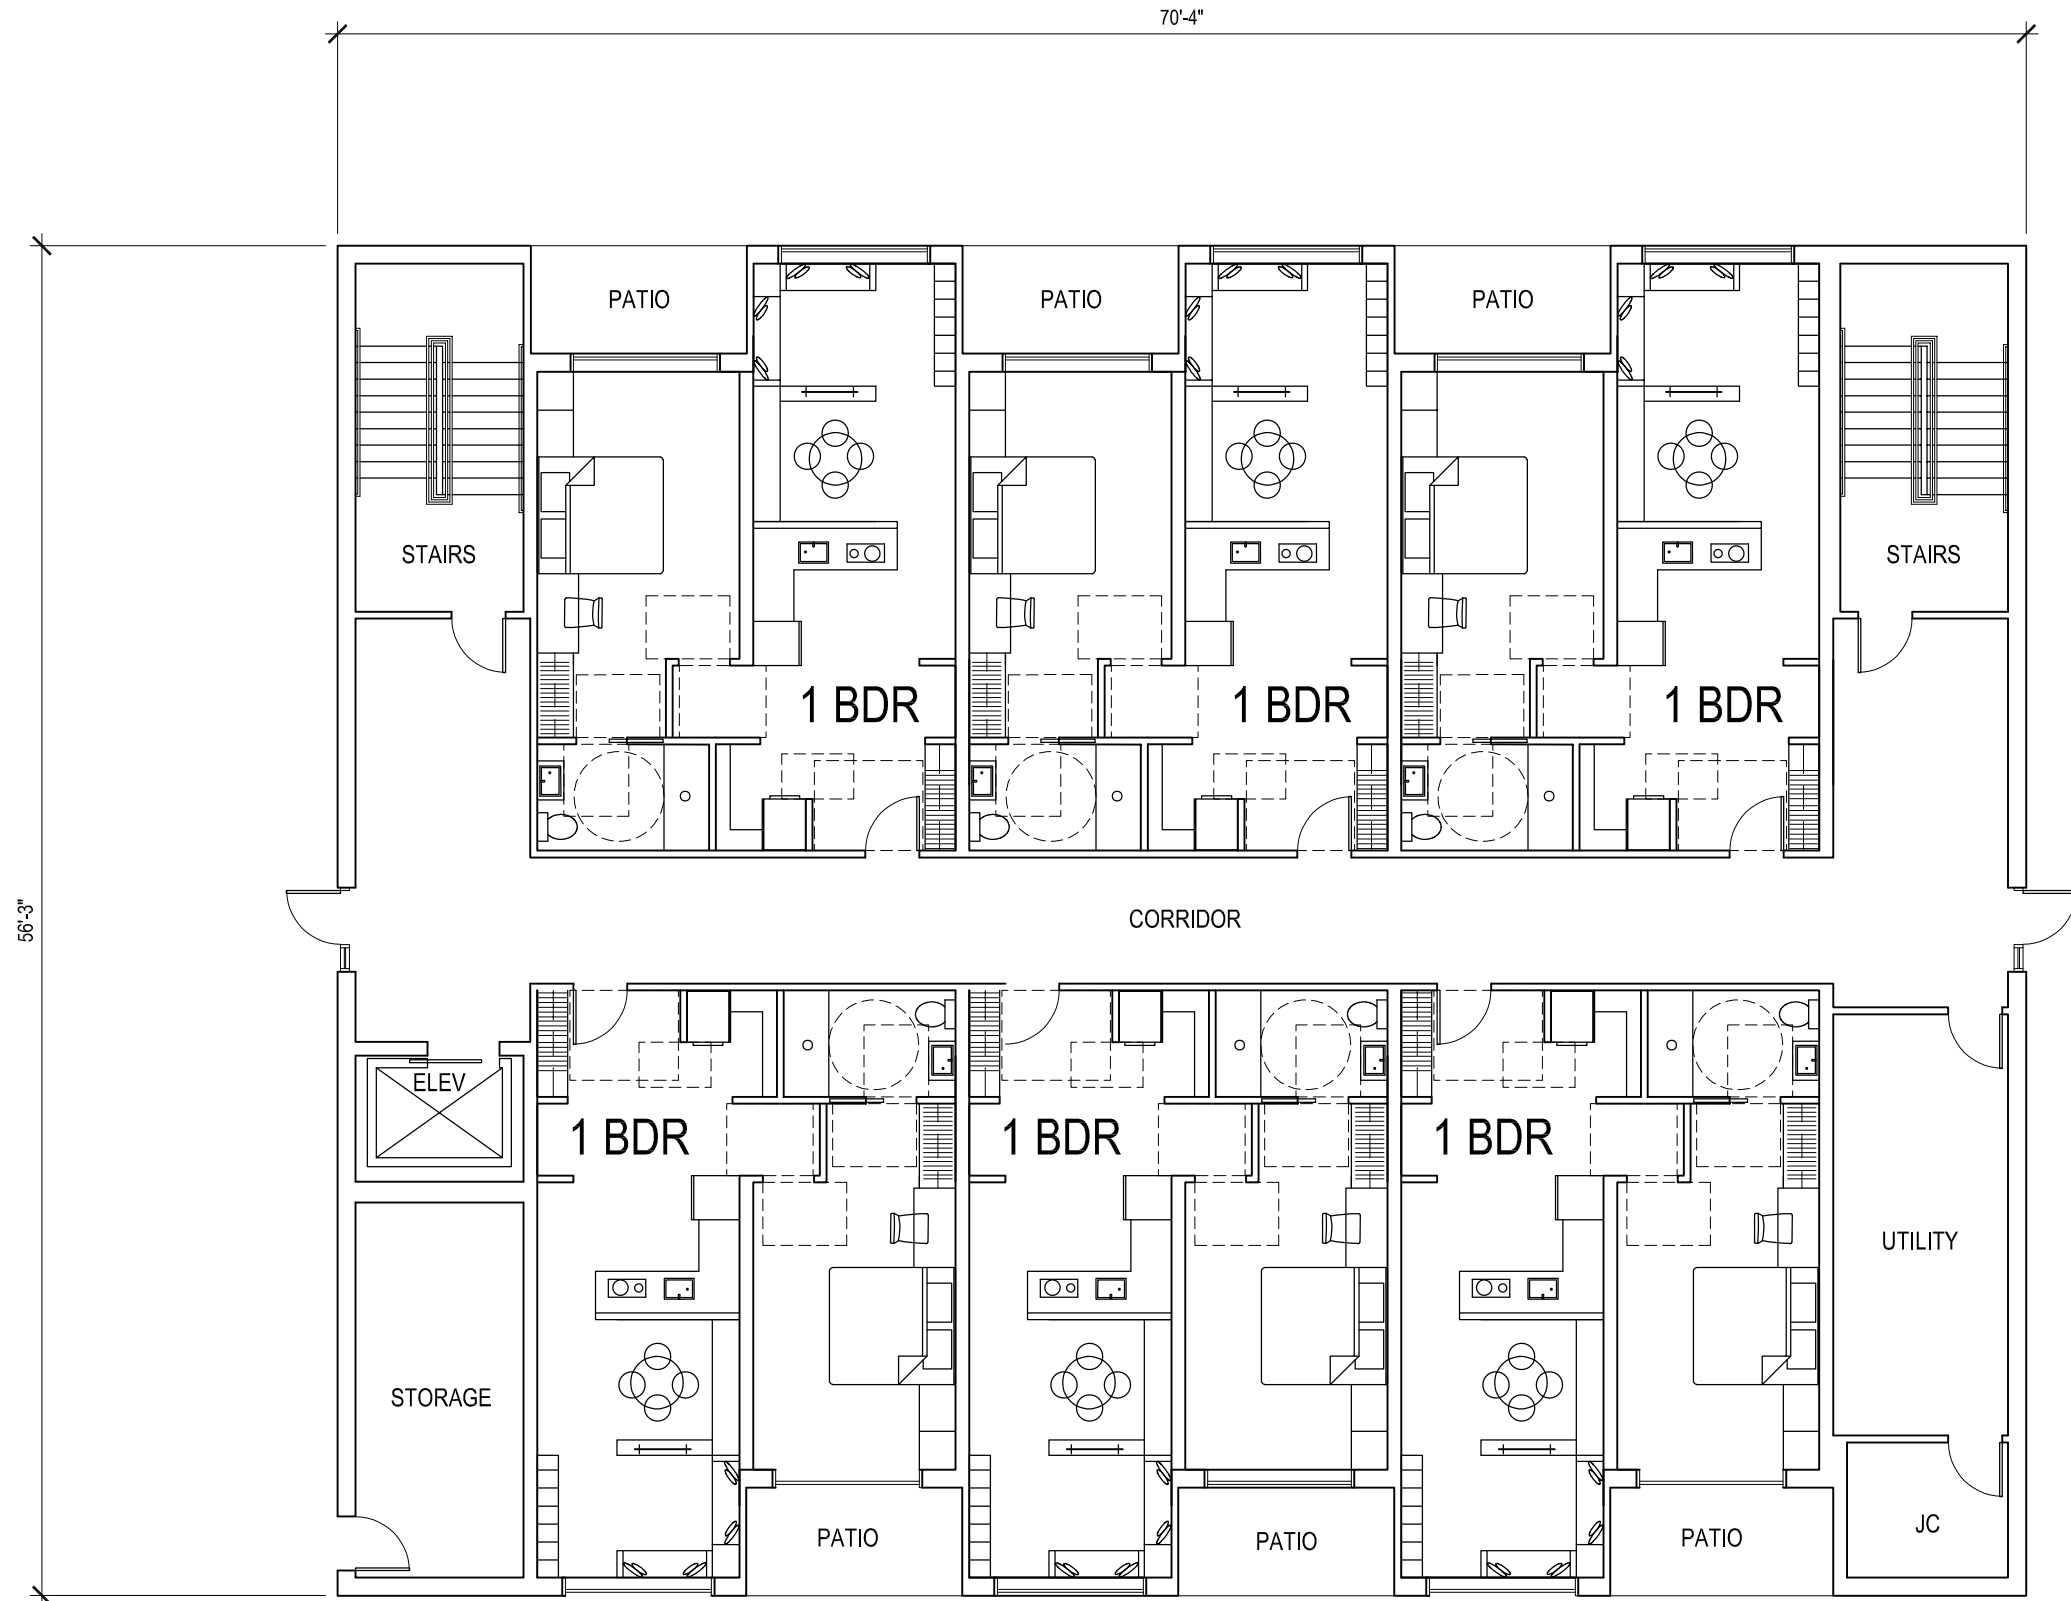 70'-4"
PATIO
PATIO
PATIO
STAIRS
STAIRS
1 BDR
1 BDR
1 BDR
56'-3"
CORRIDOR
ELEV
1 BDR
1 BDR
1 BDR
UTILITY
STORAGE
PATIO
PATIO
PATIO
JC